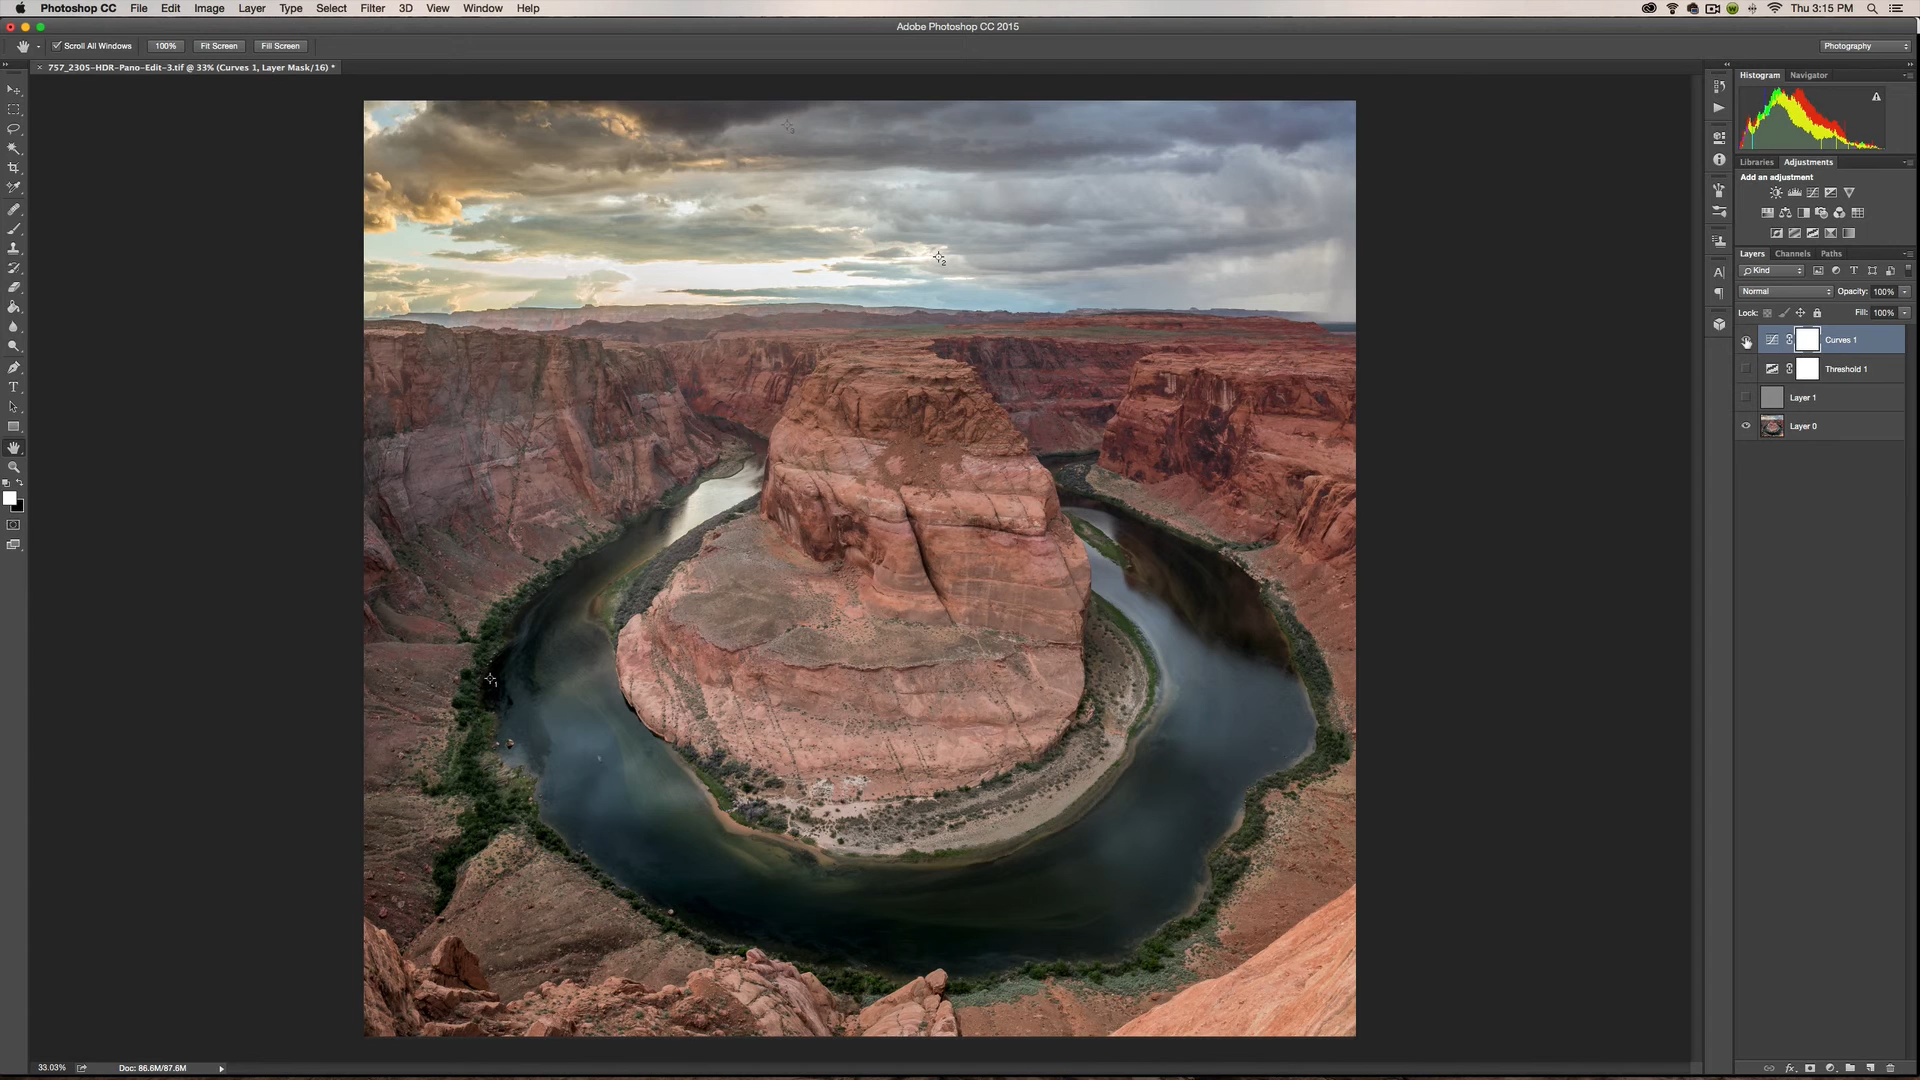 Photoshop CC File Edit Image Layer Type Select Filter 3D View Window Help Thu 3:15 PM
Adobe Photoshop CC 2015
Scroll All Windows 100% Fit Screen Fill Screen Photography
757_2305-HDR-Pano-Edit-3.tif @ 33% (Curves 1, Layer Mask/16) *
Histogram Navigator
Libraries Adjustments
Add an adjustment
Layers Channels Paths
Kind
Normal Opacity: 100%
Lock: Fill: 100%
Curves 1
Threshold 1
Layer 1
Layer 0
3
2
1
33.03% Doc: 86.6M/87.6M